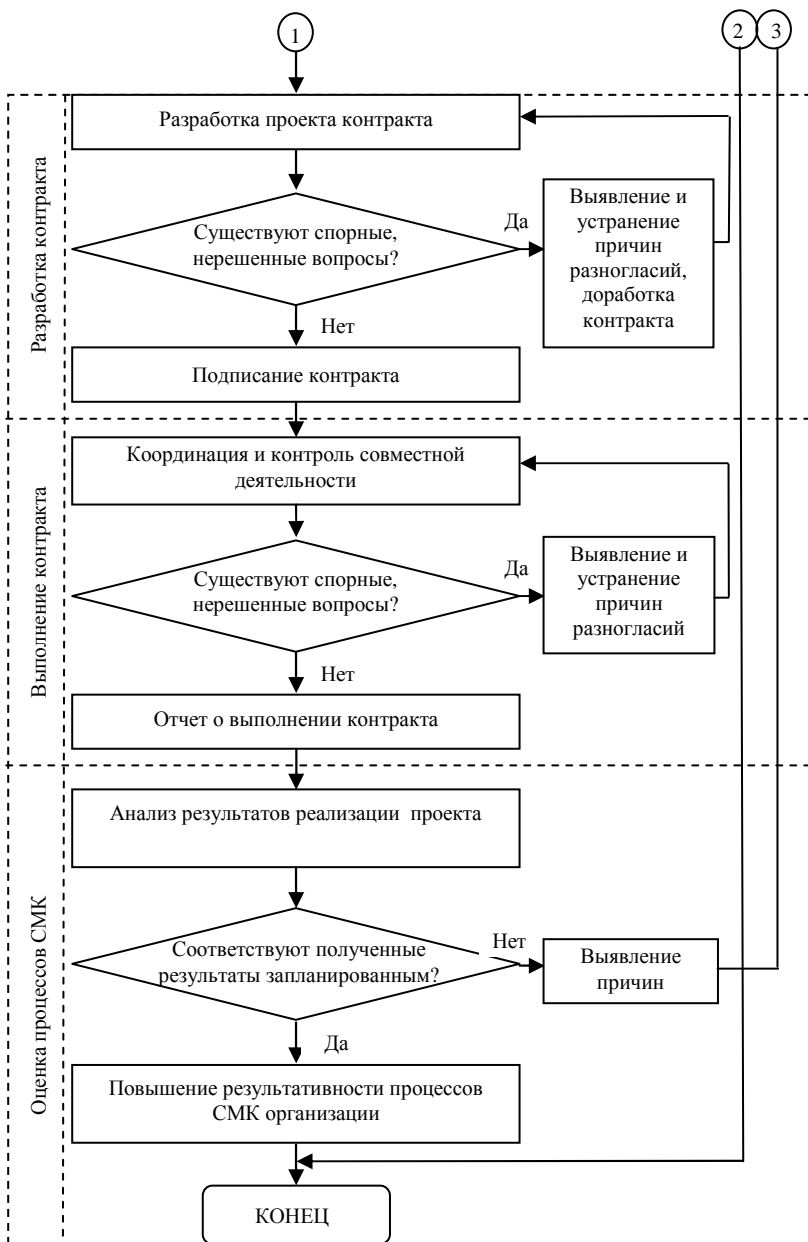 1
2
3
Разработка контракта
Разработка проекта контракта
Существуют спорные,
нерешенные вопросы?
Да
Выявление и
устранение
причин
разногласий,
доработка
контракта
Нет
Подписание контракта
Выполнение контракта
Координация и контроль совместной
деятельности
Существуют спорные,
нерешенные вопросы?
Да
Выявление и
устранение
причин
разногласий
Нет
Отчет о выполнении контракта
Оценка процессов СМК
Анализ результатов реализации проекта
Соответствуют полученные
результаты запланированным?
Нет
Выявление
причин
Да
Повышение результативности процессов
СМК организации
КОНЕЦ